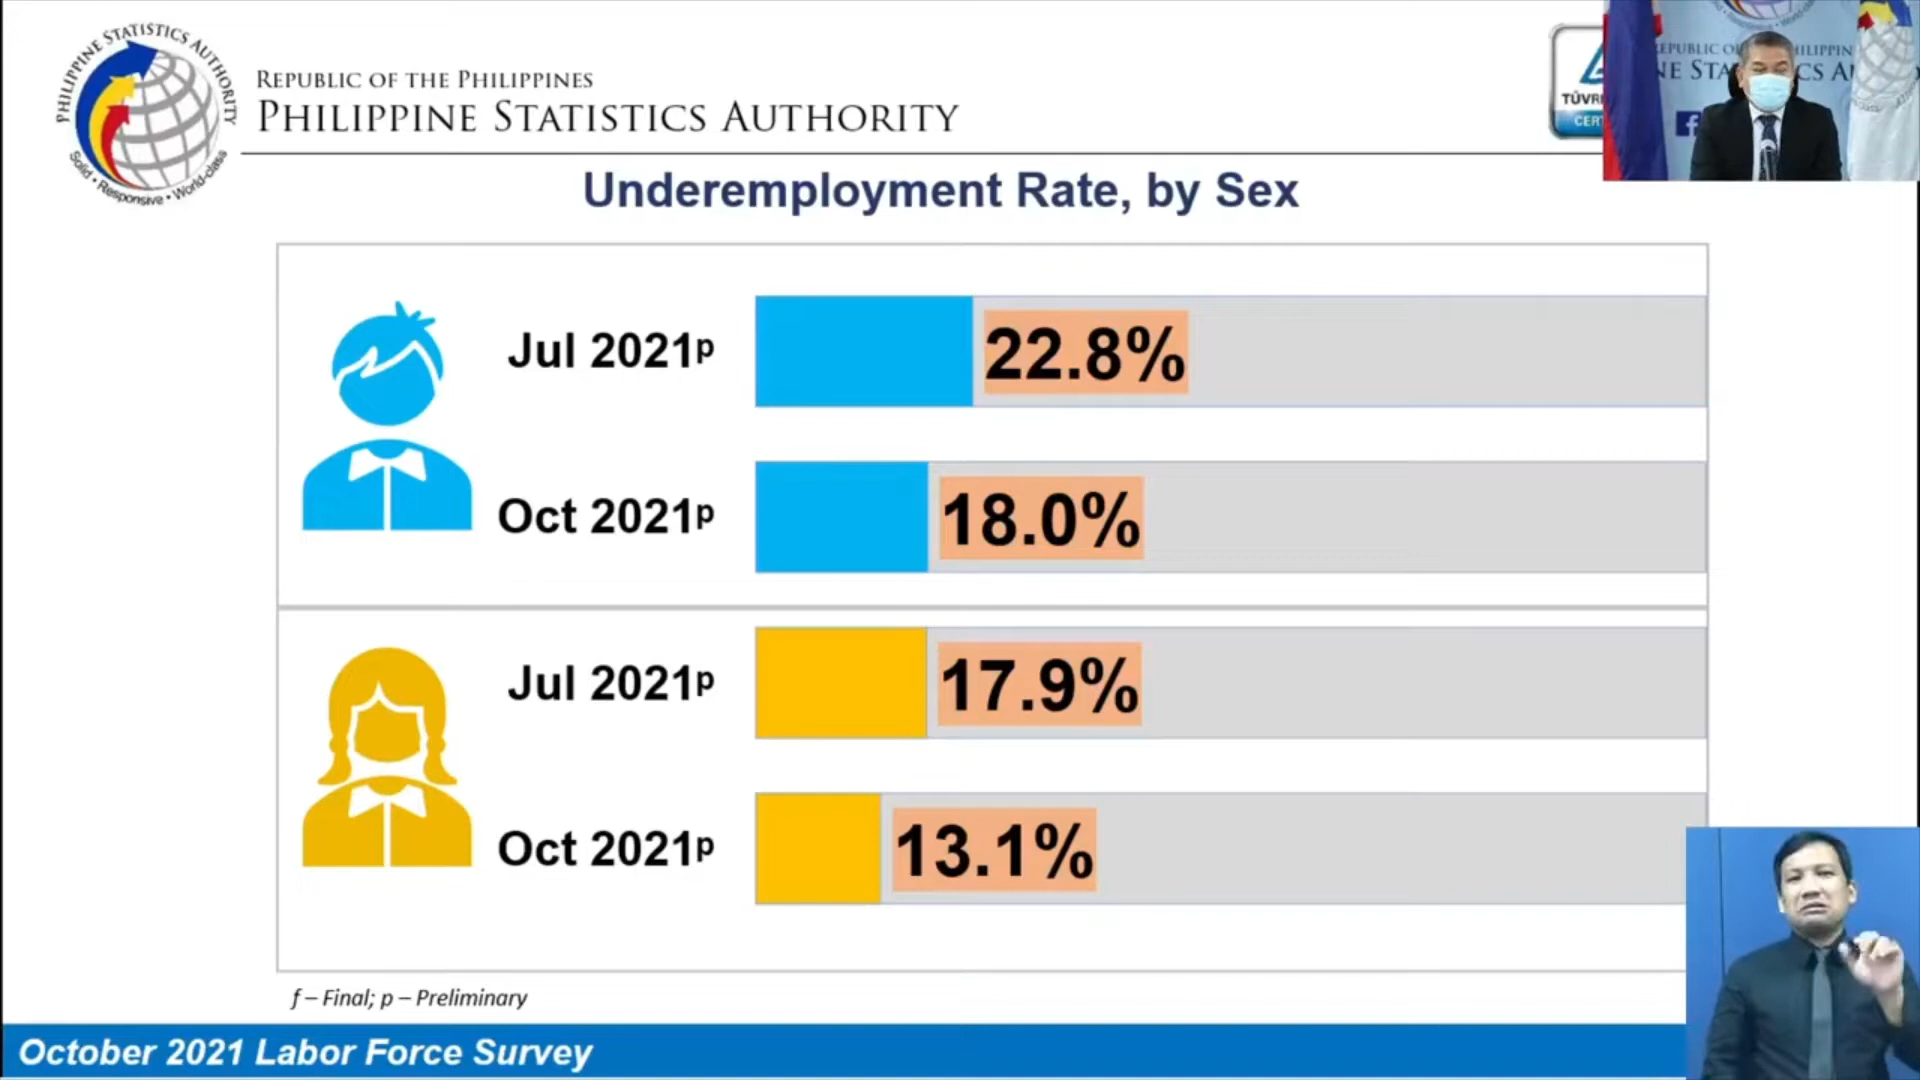 PHILIPPINE STATISTICS AUTHORITY
Solid • Responsive • World-class
REPUBLIC OF THE PHILIPPINES
PHILIPPINE STATISTICS AUTHORITY
Underemployment Rate, by Sex
Jul 2021p
22.8%
Oct 2021p
18.0%
Jul 2021p
17.9%
Oct 2021p
13.1%
f – Final; p – Preliminary
October 2021 Labor Force Survey